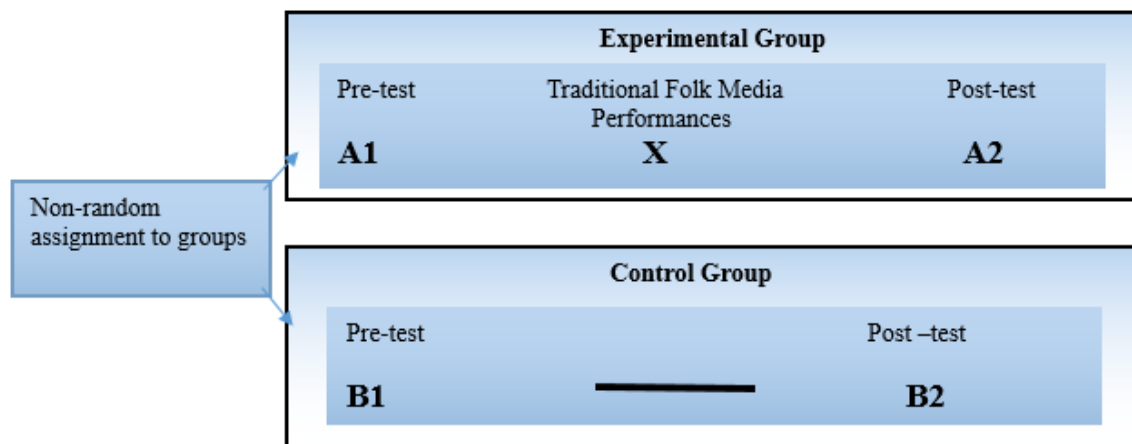 Experimental Group
Pre-test Traditional Folk Media Post-test
Performances
A1 X A2
Non-random
assignment to groups
Control Group
Pre-test Post –test
B1 B2